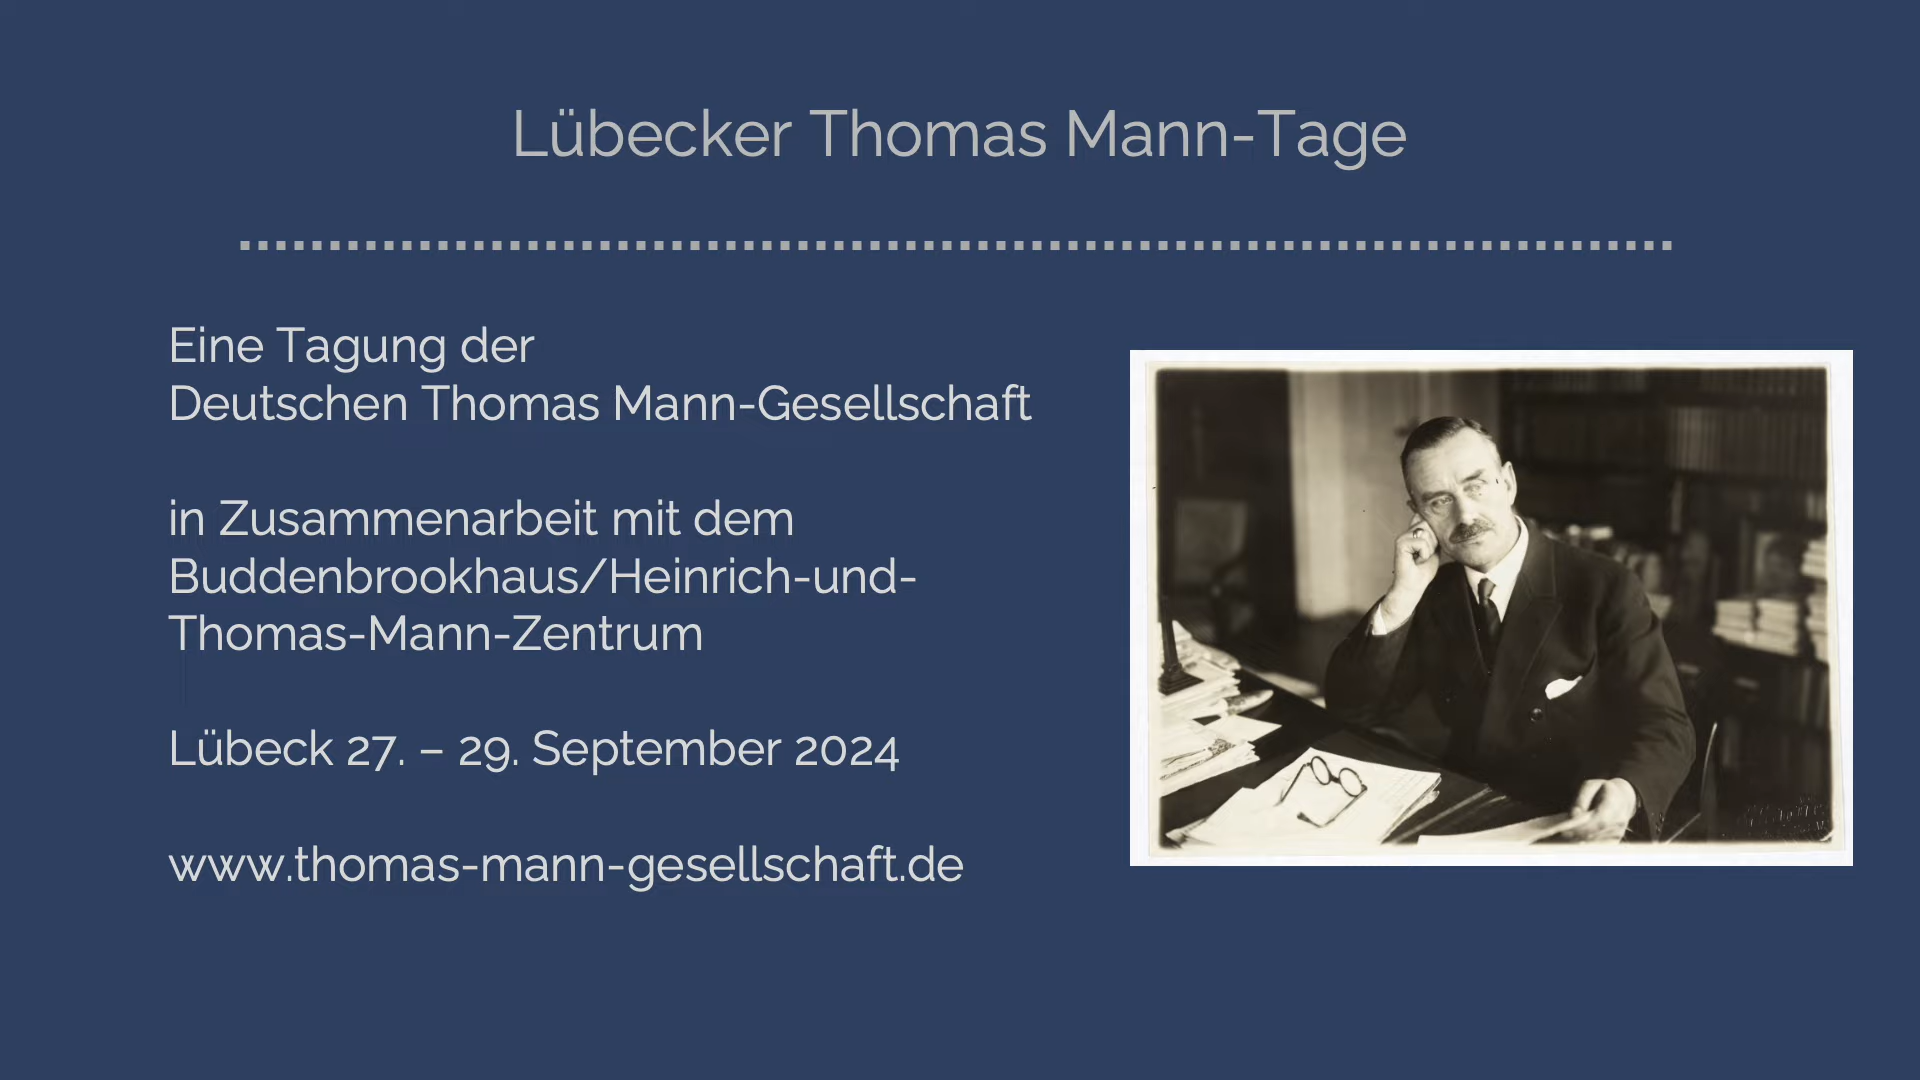 Lübecker Thomas Mann-Tage
Eine Tagung der
Deutschen Thomas Mann-Gesellschaft
in Zusammenarbeit mit dem
Buddenbrookhaus/Heinrich-und-
Thomas-Mann-Zentrum
Lübeck 27. – 29. September 2024
www.thomas-mann-gesellschaft.de